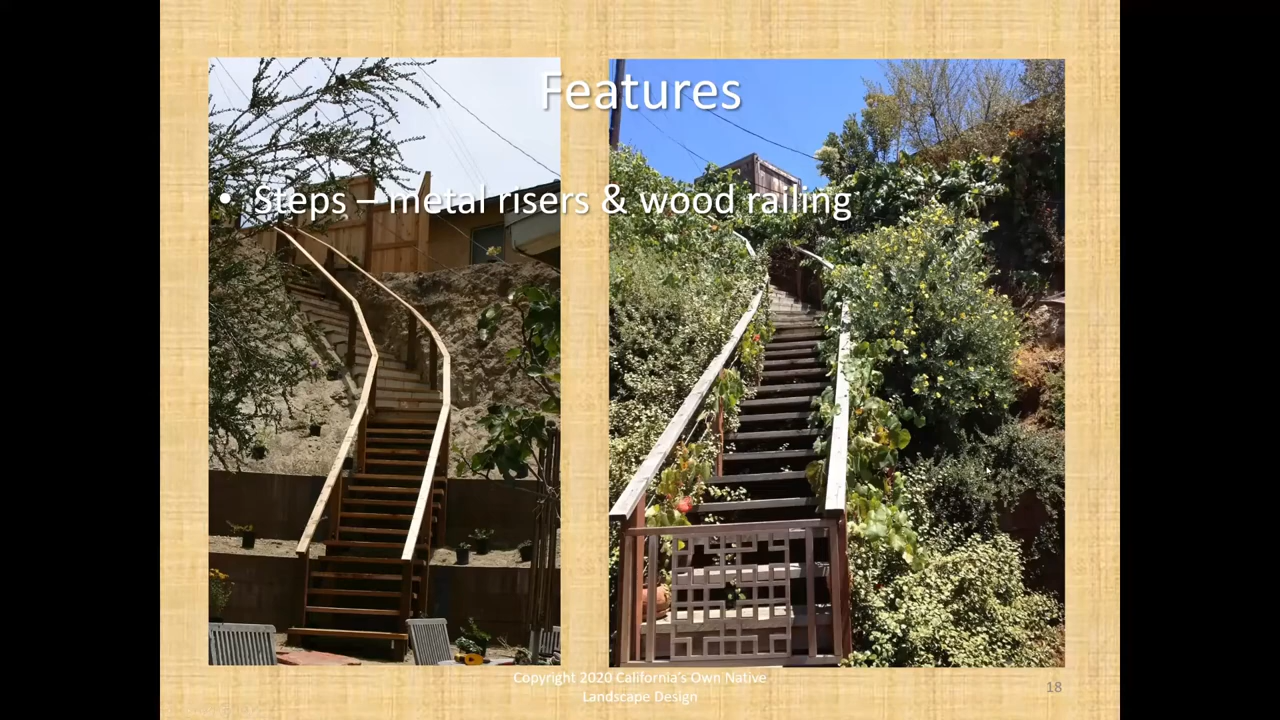 Features
• Steps – metal risers & wood railing
Copyright 2020 California's Own Native
Landscape Design
18